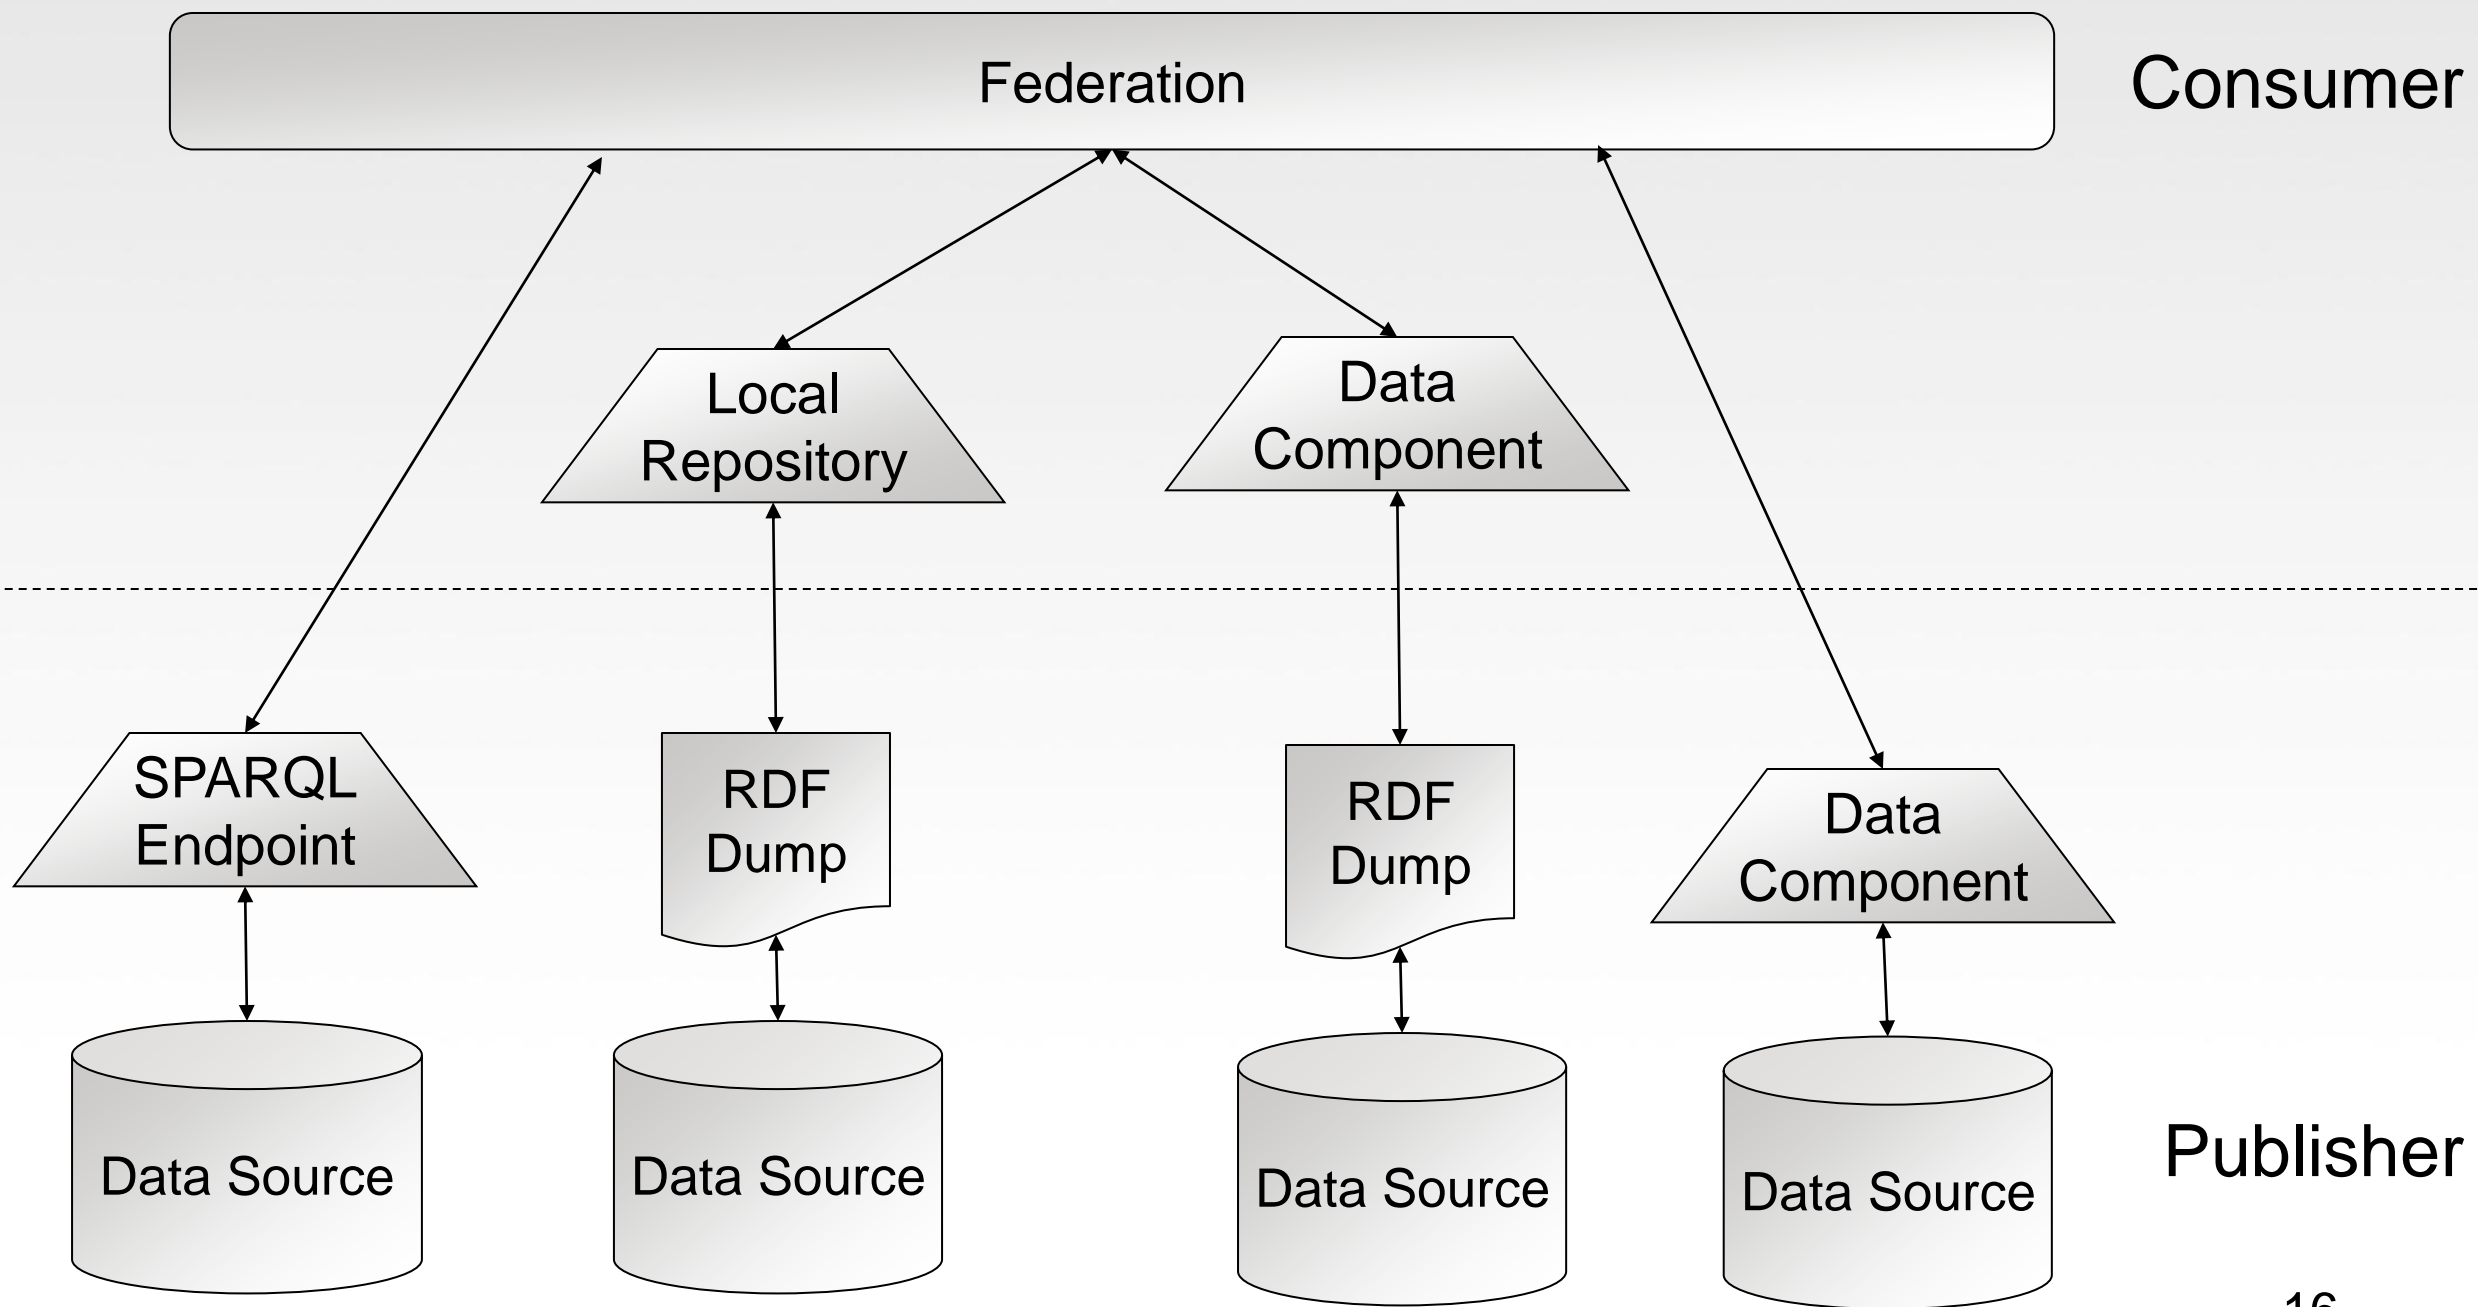 Federation
Consumer
Local
Repository
Data
Component
SPARQL
Endpoint
RDF
Dump
RDF
Dump
Data
Component
Data Source
Data Source
Data Source
Data Source
Publisher
16